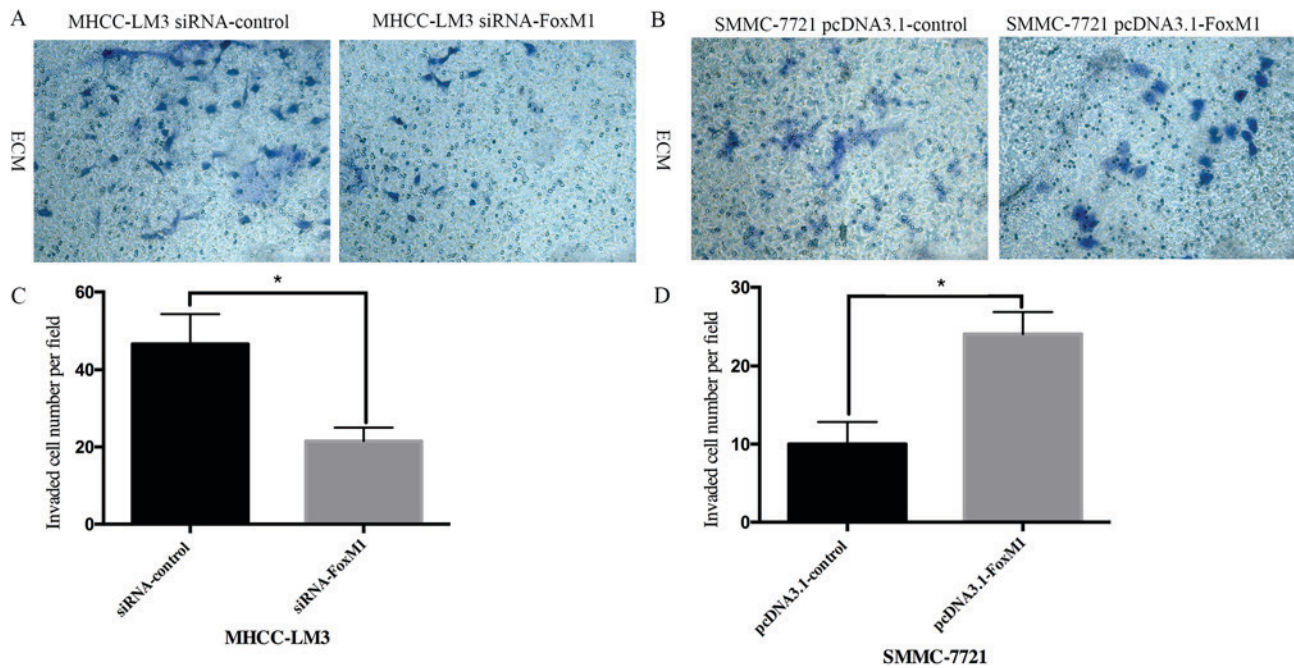 A
MHCC-LM3 siRNA-control
MHCC-LM3 siRNA-FoxM1
ECM
B
SMMC-7721 pcDNA3.1-control
SMMC-7721 pcDNA3.1-FoxM1
ECM
C
*
Invaded cell number per field
60
40
20
0
siRNA-control
siRNA-FoxM1
MHCC-LM3
D
*
Invaded cell number per field
30
20
10
0
pcDNA3.1-control
pcDNA3.1-FoxM1
SMMC-7721